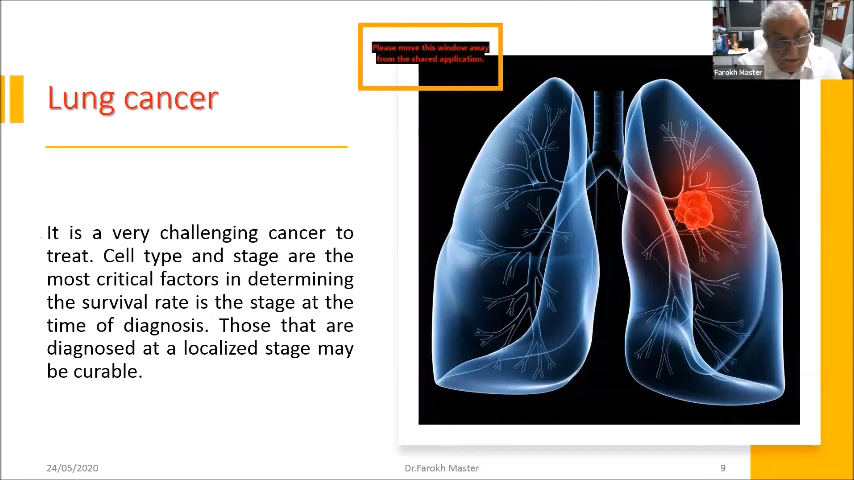 Please move this window away
from the shared application.
Farokh Master
Lung cancer
It is a very challenging cancer to
treat. Cell type and stage are the
most critical factors in determining
the survival rate is the stage at the
time of diagnosis. Those that are
diagnosed at a localized stage may
be curable.
24/05/2020
Dr.Farokh Master
9